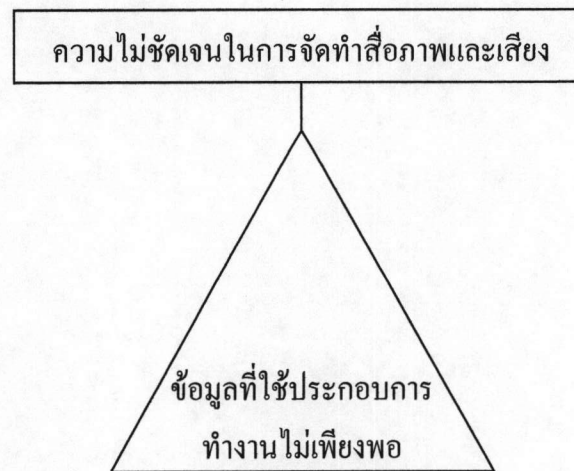 ความไม่ชัดเจนในการจัดทำสื่อภาพและเสียง
ข้อมูลที่ใช้ประกอบการ
ทำงานไม่เพียงพอ